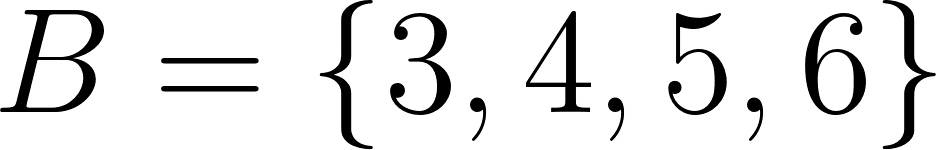 B = {3, 4, 5, 6}